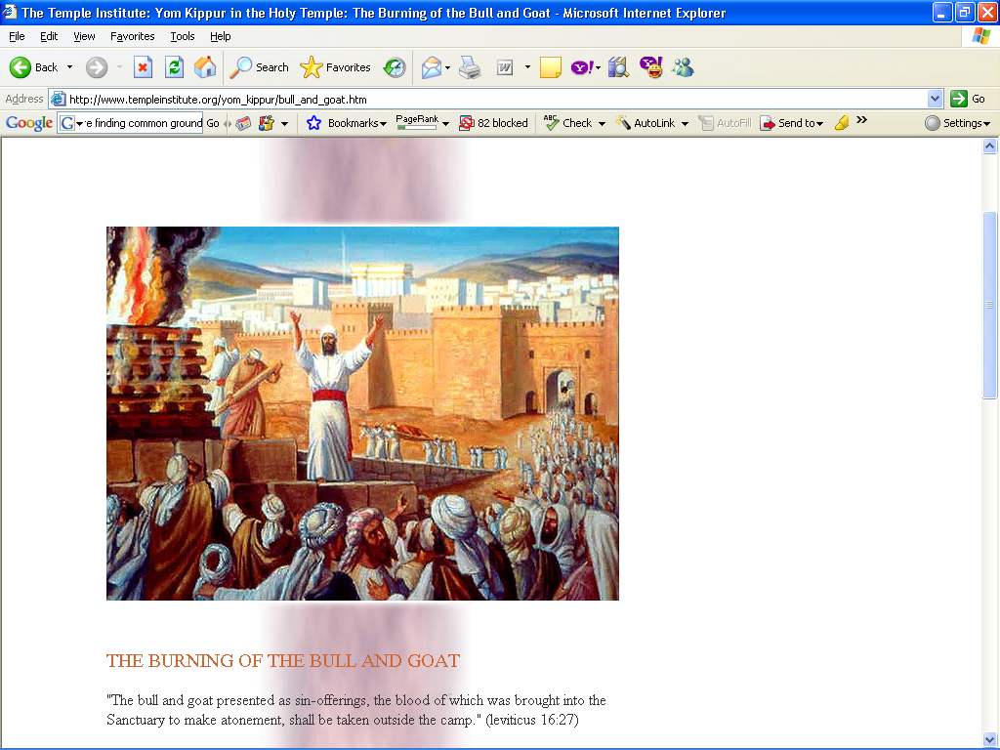 The Temple Institute: Yom Kippur in the Holy Temple: The Burning of the Bull and Goat - Microsoft Internet Explorer
File Edit View Favorites Tools Help
Back Search Favorites W Y!
Address http://www.templeinstitute.org/yom_kippur/bull_and_goat.htm Go
Google G e finding common ground Go Bookmarks PageRank 82 blocked ABC Check AutoLink AutoFill Send to » Settings
THE BURNING OF THE BULL AND GOAT
"The bull and goat presented as sin-offerings, the blood of which was brought into the
Sanctuary to make atonement, shall be taken outside the camp." (leviticus 16:27)